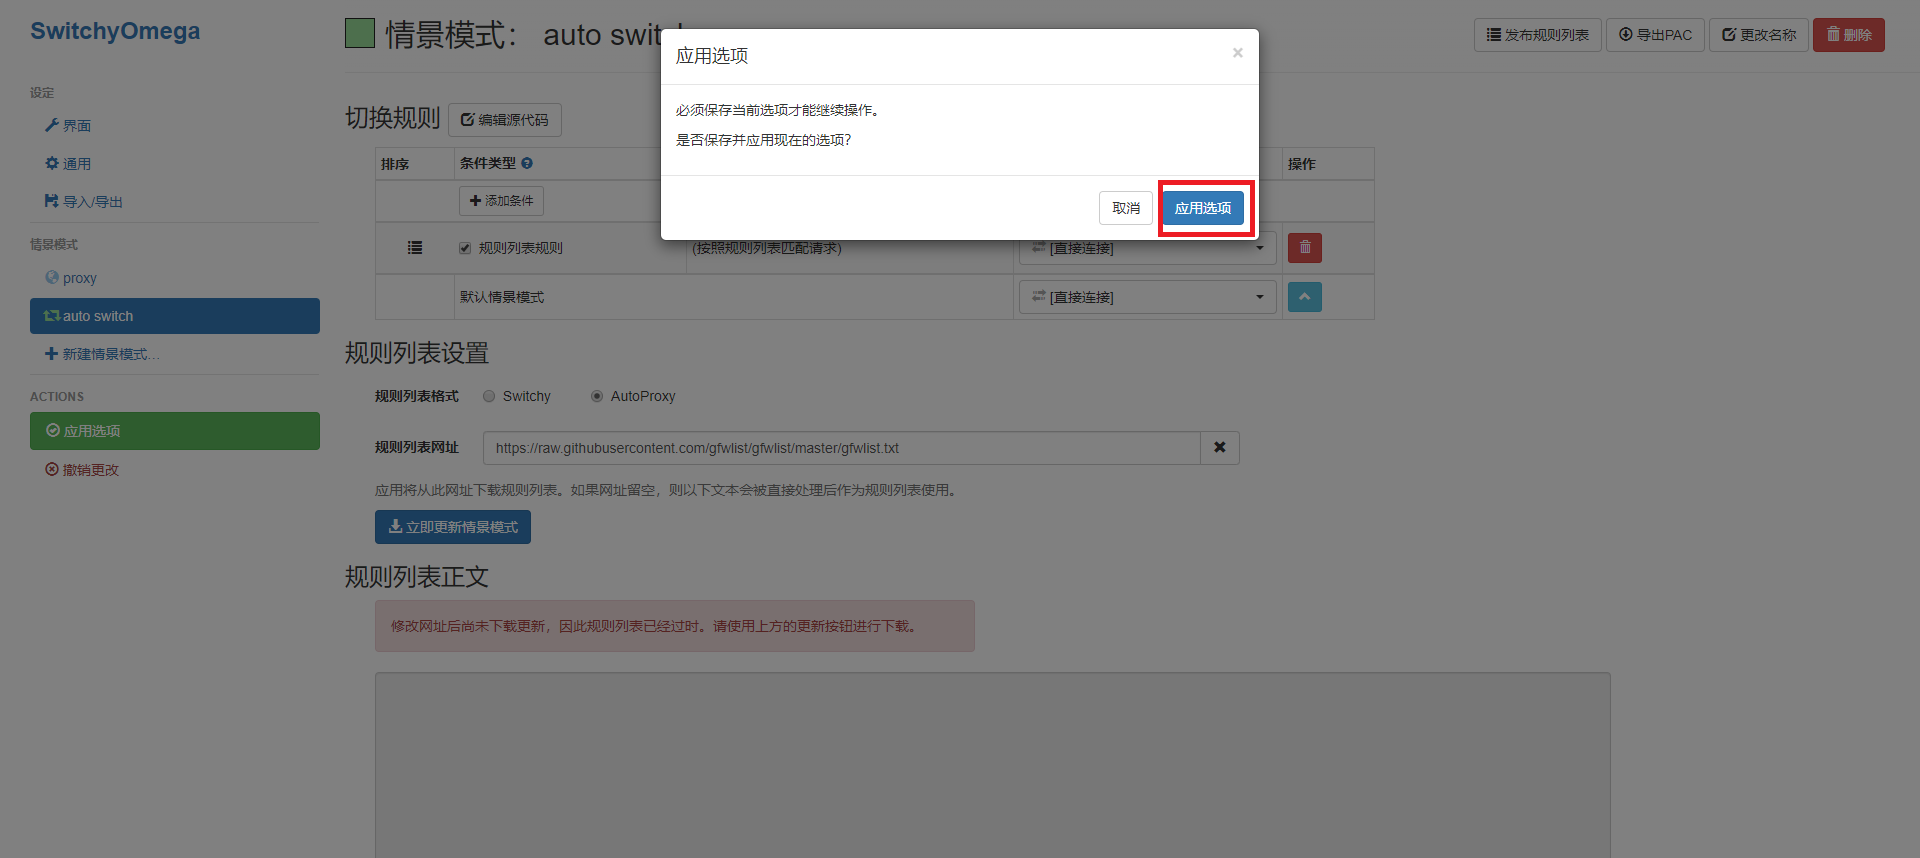 SwitchyOmega
设定
界面
通用
导入/导出
情景模式
proxy
auto switch
新建情景模式...
ACTIONS
应用选项
撤销更改
情景模式： auto swit
发布规则列表
导出PAC
更改名称
删除
应用选项
×
必须保存当前选项才能继续操作。
是否保存并应用现在的选项?
取消
应用选项
切换规则
编辑源代码
排序
条件类型
操作
添加条件
规则列表规则
(按照规则列表匹配请求)
[直接连接]
默认情景模式
[直接连接]
规则列表设置
规则列表格式
Switchy
AutoProxy
规则列表网址
https://raw.githubusercontent.com/gfwlist/gfwlist/master/gfwlist.txt
应用将从此网址下载规则列表。如果网址留空，则以下文本会被直接处理后作为规则列表使用。
立即更新情景模式
规则列表正文
修改网址后尚未下载更新，因此规则列表已经过时。请使用上方的更新按钮进行下载。